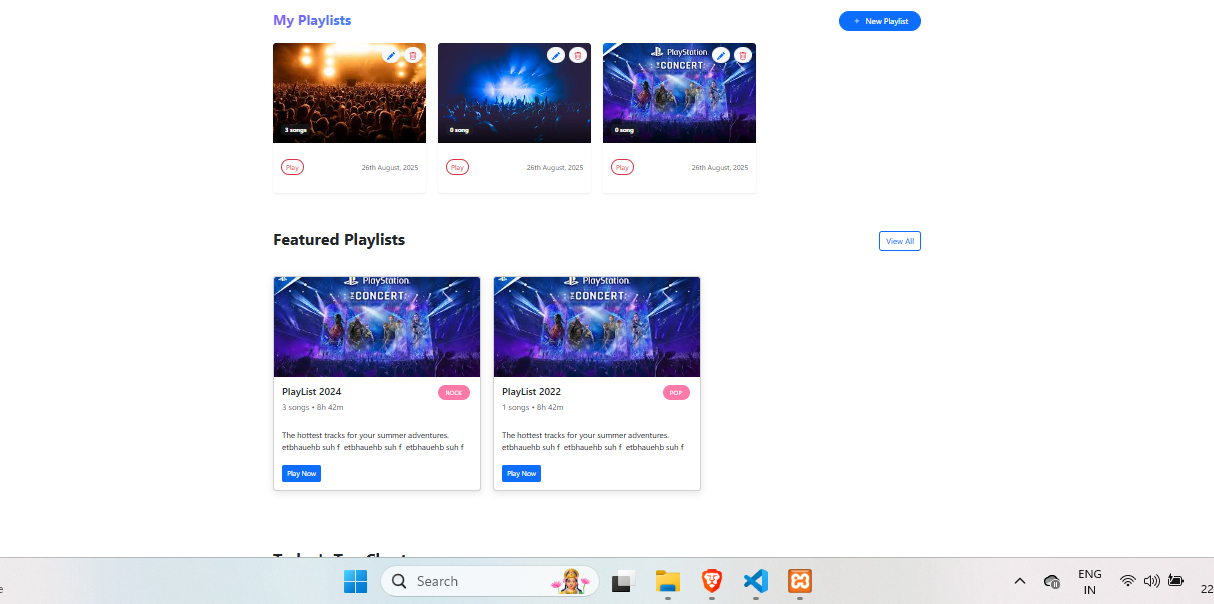 My Playlists
+ New Playlist
PlayStation
THE CONCERT
3 songs
0 song
0 song
Play
26th August, 2025
Play
26th August, 2025
Play
26th August, 2025
Featured Playlists
View All
PlayStation
THE CONCERT
PlayStation
THE CONCERT
PlayList 2024
ROCK
3 songs • 8h 42m
The hottest tracks for your summer adventures.
etbhauehb suh f etbhauehb suh f etbhauehb suh f
Play Now
PlayList 2022
POP
1 songs • 8h 42m
The hottest tracks for your summer adventures.
etbhauehb suh f etbhauehb suh f etbhauehb suh f
Play Now
Search
ENG
IN
22